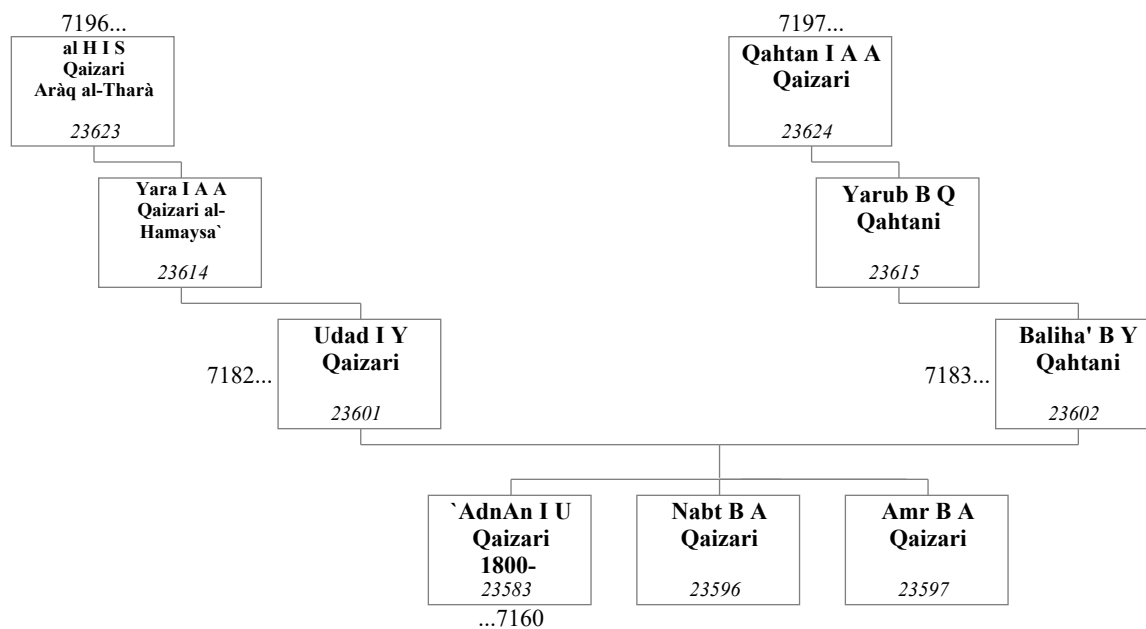 7196...
al H I S
Qaizari
Aràq al-Tharà
23623
7197...
Qahtan I A A
Qaizari
23624
Yara I A A
Qaizari al-
Hamaysa`
23614
Yarub B Q
Qahtani
23615
7182...
Udad I Y
Qaizari
23601
7183...
Baliha' B Y
Qahtani
23602
`AdnAn I U
Qaizari
1800-
23583
...7160
Nabt B A
Qaizari
23596
Amr B A
Qaizari
23597